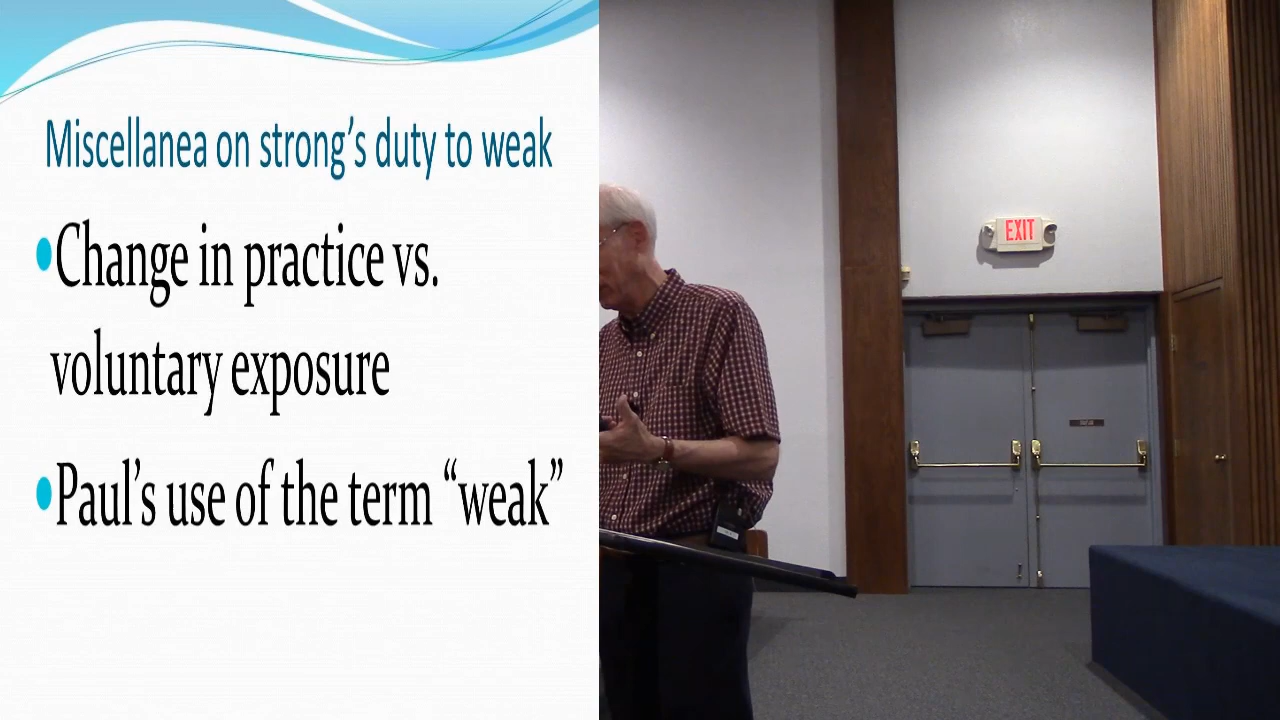 Miscellanea on strong's duty to weak
•Change in practice vs.
voluntary exposure
•Paul's use of the term “weak”
EXIT